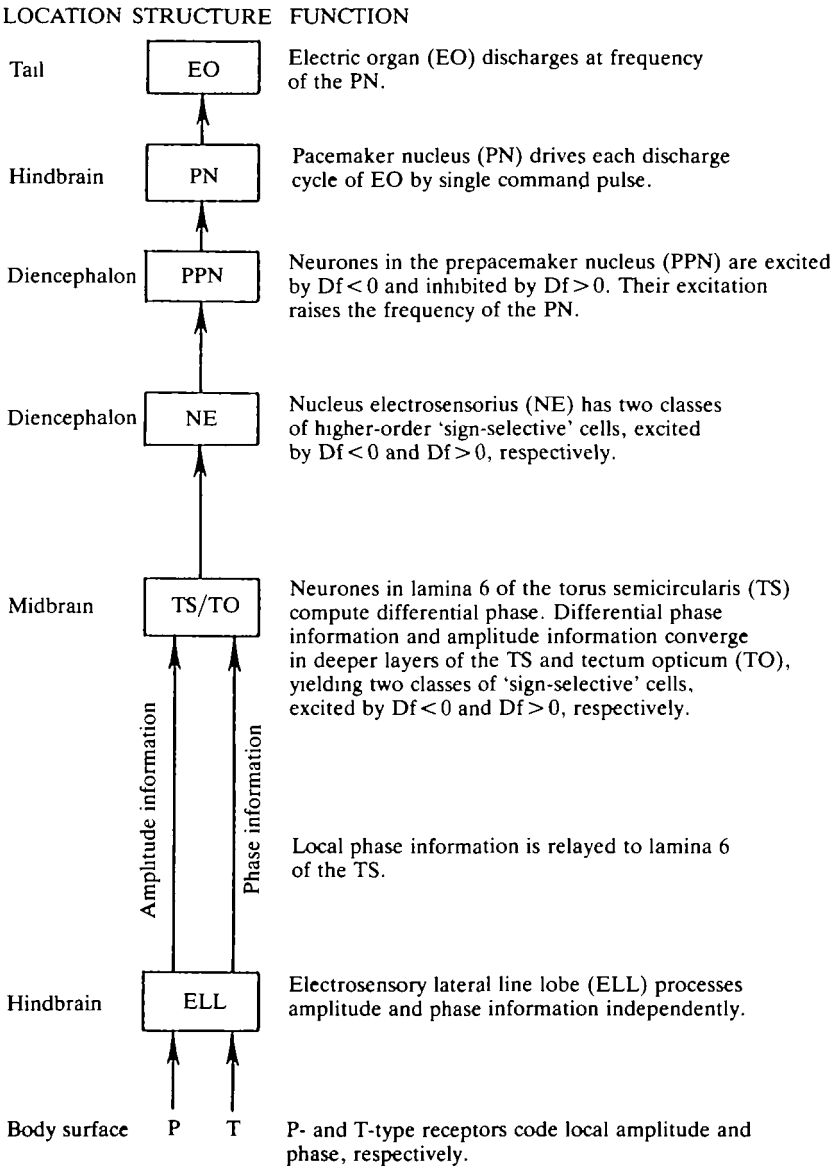 LOCATION STRUCTURE FUNCTION
Tail
EO
Electric organ (EO) discharges at frequency
of the PN.
Hindbrain
PN
Pacemaker nucleus (PN) drives each discharge
cycle of EO by single command pulse.
Diencephalon
PPN
Neurones in the prepacemaker nucleus (PPN) are excited
by Df<0 and inhibited by Df>0. Their excitation
raises the frequency of the PN.
Diencephalon
NE
Nucleus electrosensorius (NE) has two classes
of higher-order ‘sign-selective’ cells, excited
by Df<0 and Df>0, respectively.
Midbrain
TS/TO
Neurones in lamina 6 of the torus semicircularis (TS)
compute differential phase. Differential phase
information and amplitude information converge
in deeper layers of the TS and tectum opticum (TO),
yielding two classes of ‘sign-selective’ cells,
excited by Df<0 and Df>0, respectively.
Amplitude information
Phase information
Local phase information is relayed to lamina 6
of the TS.
Hindbrain
ELL
Electrosensory lateral line lobe (ELL) processes
amplitude and phase information independently.
Body surface
P T
P- and T-type receptors code local amplitude and
phase, respectively.